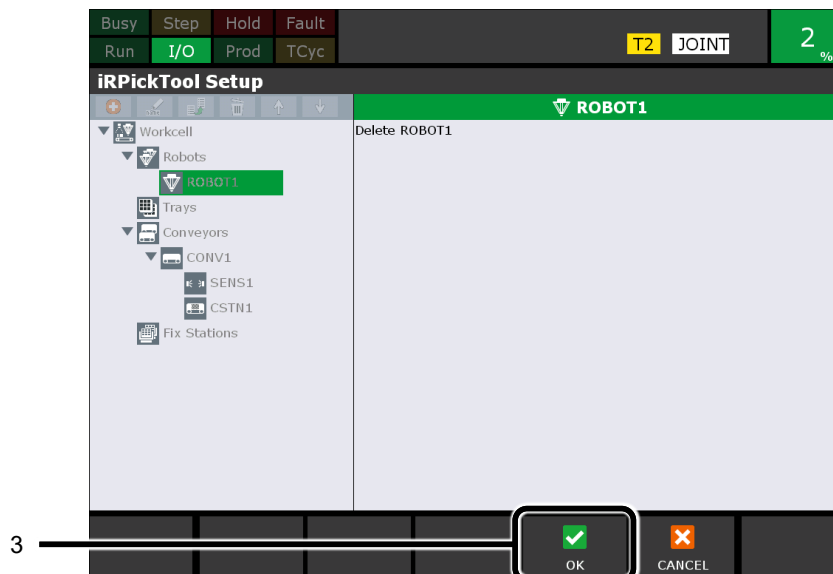 Busy Step Hold Fault
Run I/O Prod TCyc
T2 JOINT
2 %
iRPickTool Setup
ROBOT1
Workcell
Delete ROBOT1
Robots
ROBOT1
Trays
Conveyors
CONV1
SENS1
CSTN1
Fix Stations
3
OK CANCEL